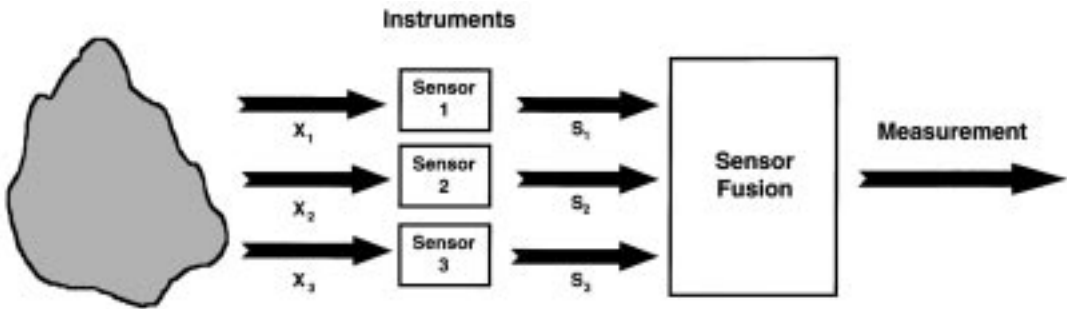 Instruments
Sensor
1
X₁
S₁
Sensor
2
X₂
S₂
Sensor
3
X₃
S₃
Sensor
Fusion
Measurement